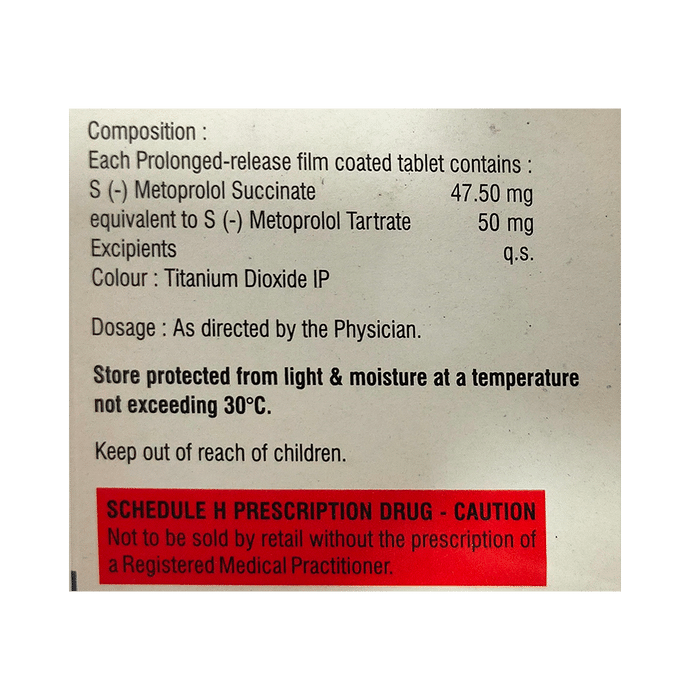 Composition :
Each Prolonged-release film coated tablet contains :
S (-) Metoprolol Succinate 47.50 mg
equivalent to S (-) Metoprolol Tartrate 50 mg
Excipients q.s.
Colour : Titanium Dioxide IP
Dosage : As directed by the Physician.
Store protected from light & moisture at a temperature
not exceeding 30°C.
Keep out of reach of children.
SCHEDULE H PRESCRIPTION DRUG - CAUTION
Not to be sold by retail without the prescription of
a Registered Medical Practitioner.